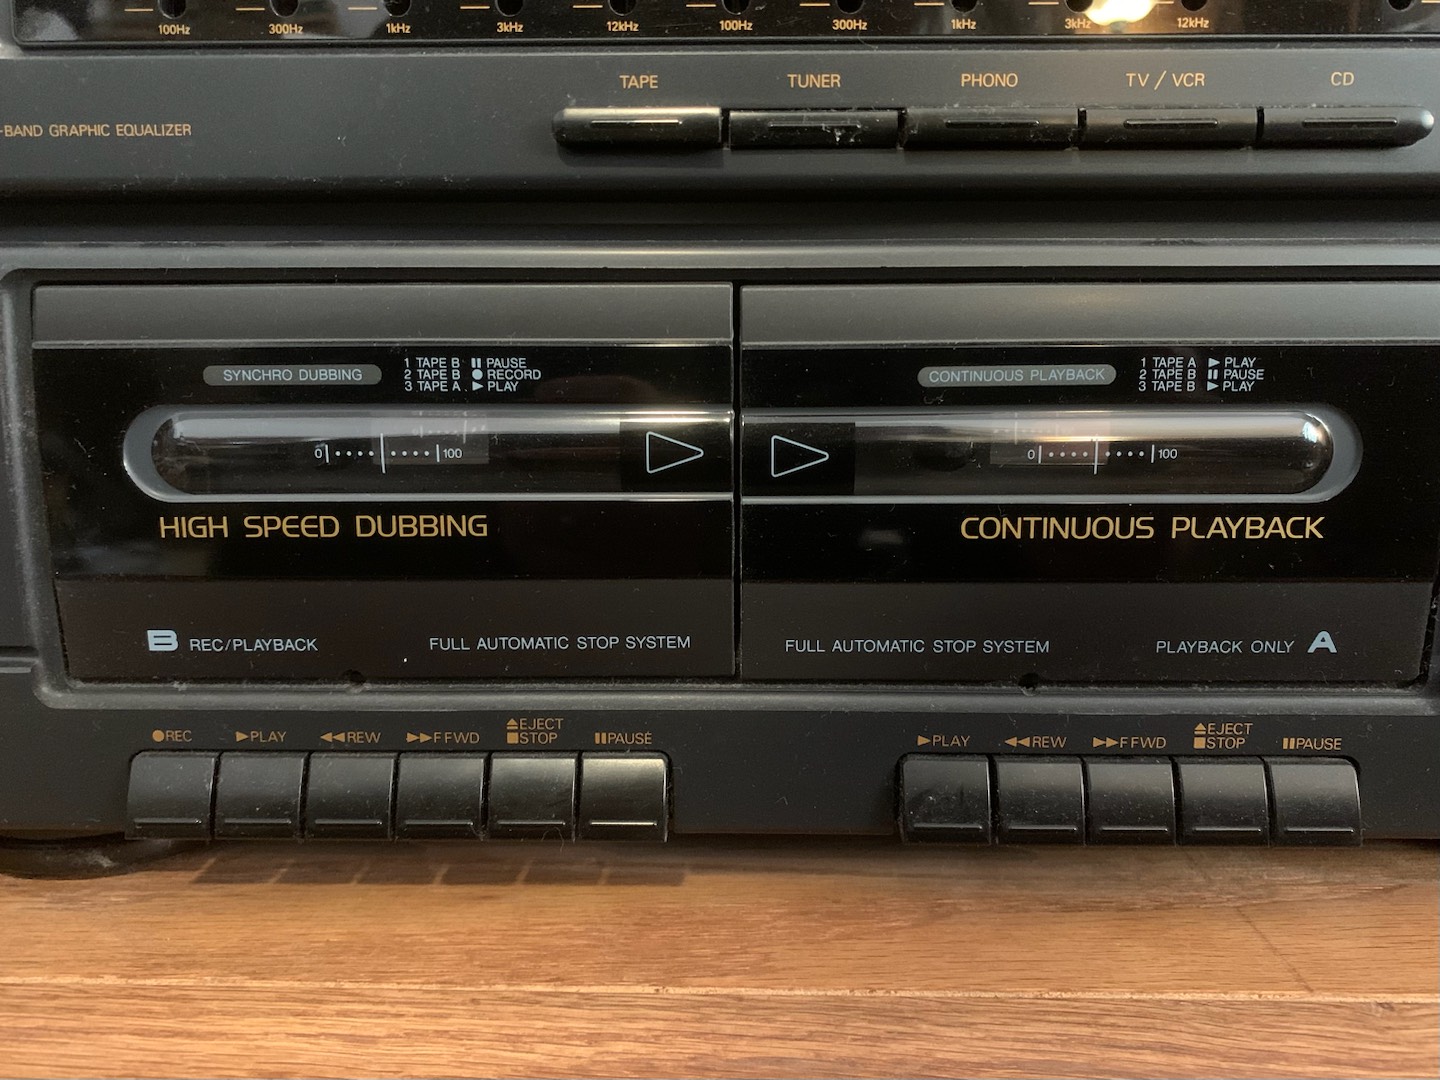 100Hz 300Hz 1kHz 3kHz 12kHz 100Hz 300Hz 1kHz 3kHz 12kHz
TAPE TUNER PHONO TV / VCR CD
-BAND GRAPHIC EQUALIZER
SYNCHRO DUBBING
1 TAPE B ⏸ PAUSE
2 TAPE B ● RECORD
3 TAPE A ▶ PLAY
CONTINUOUS PLAYBACK
1 TAPE A ▶ PLAY
2 TAPE B ⏸ PAUSE
3 TAPE B ▶ PLAY
0 100
0 100
HIGH SPEED DUBBING
CONTINUOUS PLAYBACK
B REC/PLAYBACK FULL AUTOMATIC STOP SYSTEM
FULL AUTOMATIC STOP SYSTEM PLAYBACK ONLY A
●REC ▶PLAY ◀◀REW ▶▶F FWD ⏏EJECT ■STOP ⏸PAUSE
▶PLAY ◀◀REW ▶▶F FWD ⏏EJECT ■STOP ⏸PAUSE